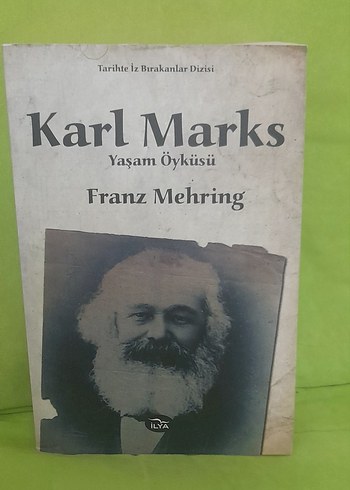 Tarihte İz Bırakanlar Dizisi
Karl Marks
Yaşam Öyküsü
Franz Mehring
İLYA